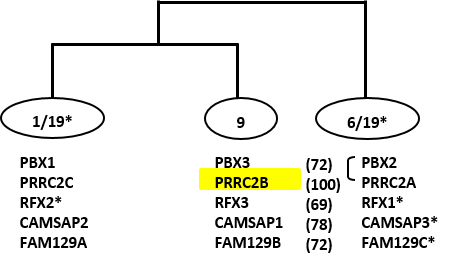 1/19* 9 6/19*
PBX1 PBX3 (72) PBX2
PRRC2C PRRC2B (100) PRRC2A
RFX2* RFX3 (69) RFX1*
CAMSAP2 CAMSAP1 (78) CAMSAP3*
FAM129A FAM129B (72) FAM129C*